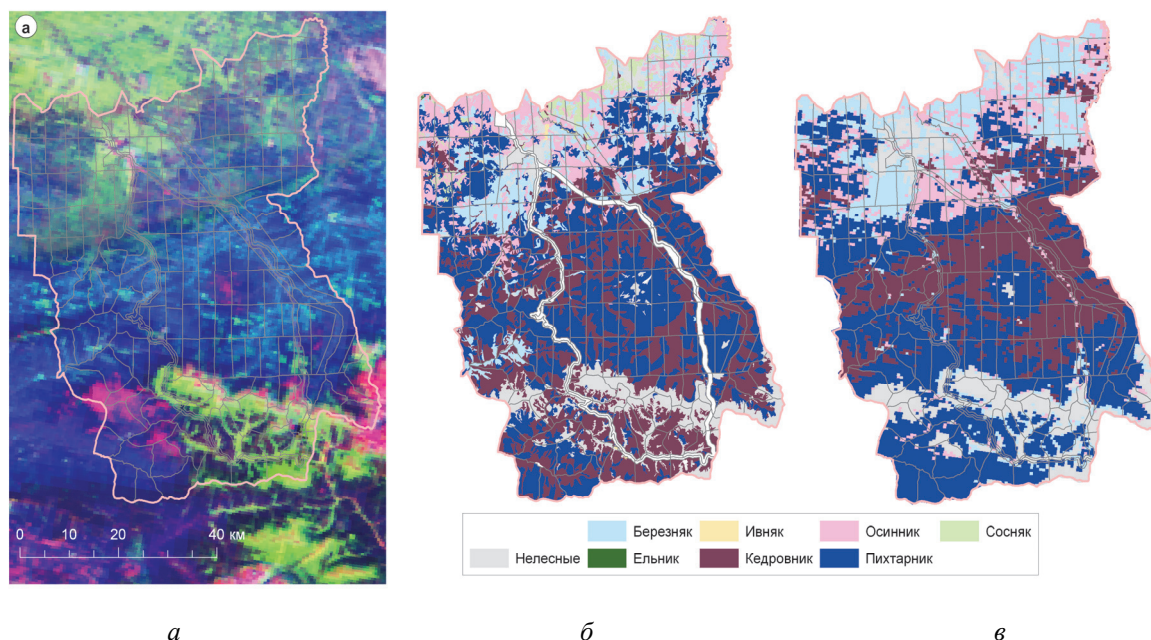 а
0 10 20 40 км
Березняк Ивняк Осинник Сосняк
Нелесные Ельник Кедровник Пихтарник
а б в